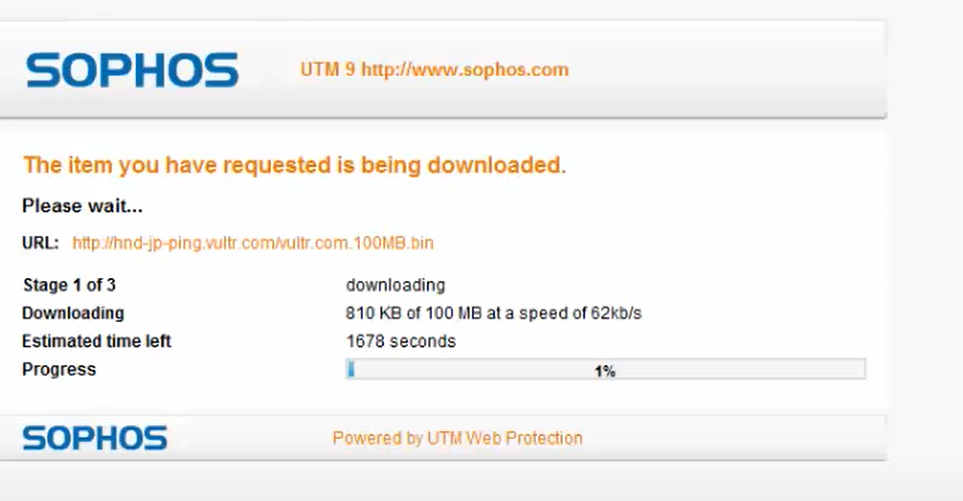 SOPHOS UTM 9 http://www.sophos.com
The item you have requested is being downloaded.
Please wait...
URL: http://hnd-jp-ping.vultr.com/vultr.com.100MB.bin
Stage 1 of 3 downloading
Downloading 810 KB of 100 MB at a speed of 62kb/s
Estimated time left 1678 seconds
Progress 1%
SOPHOS Powered by UTM Web Protection